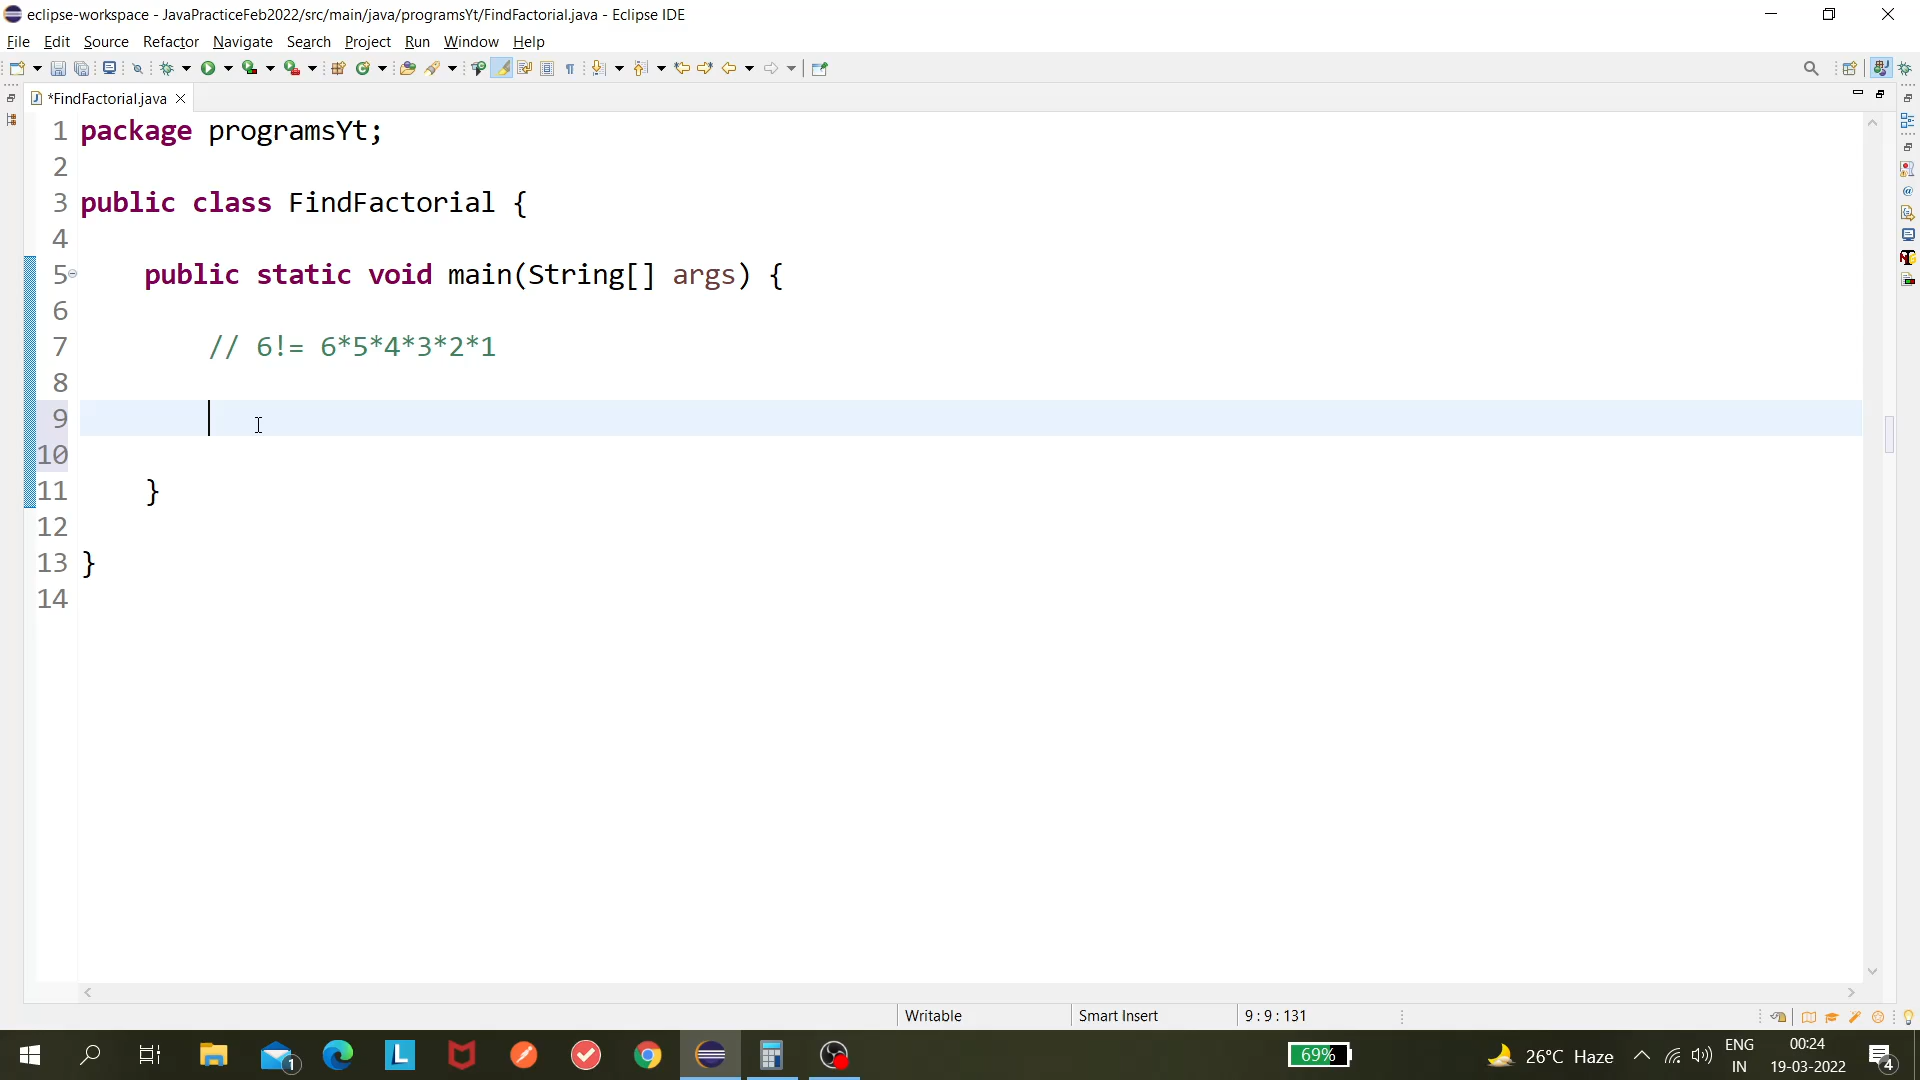 eclipse-workspace - JavaPracticeFeb2022/src/main/java/programsYt/FindFactorial.java - Eclipse IDE
File Edit Source Refactor Navigate Search Project Run Window Help
*FindFactorial.java
1 package programsYt;
2
3 public class FindFactorial {
4
5 public static void main(String[] args) {
6
7 // 6!= 6*5*4*3*2*1
8
9
10
11 }
12
13 }
14
Writable Smart Insert 9 : 9 : 131
1 L 69% 26°C Haze ENG IN 00:24 19-03-2022 4